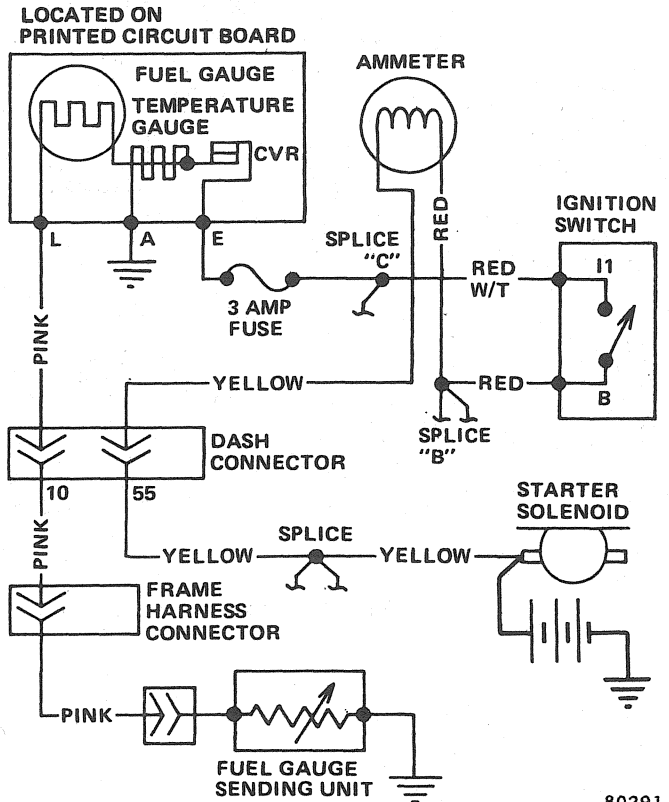 LOCATED ON
PRINTED CIRCUIT BOARD
FUEL GAUGE
TEMPERATURE
GAUGE
CVR
AMMETER
L
A
E
RED
SPLICE
"C"
RED
W/T
IGNITION
SWITCH
I1
B
3 AMP
FUSE
PINK
YELLOW
RED
SPLICE
"B"
DASH
CONNECTOR
10
55
PINK
YELLOW
SPLICE
YELLOW
STARTER
SOLENOID
FRAME
HARNESS
CONNECTOR
PINK
FUEL GAUGE
SENDING UNIT
80291